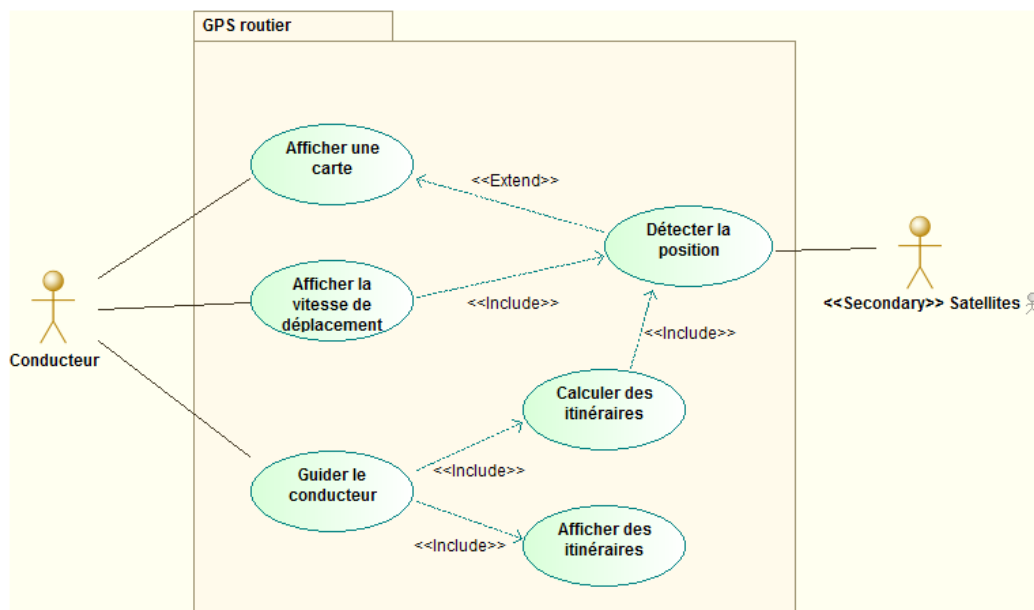 GPS routier
Afficher une
carte
<<Extend>>
Détecter la
position
Afficher la
vitesse de
déplacement
<<Include>>
<<Secondary>> Satellites
<<Include>>
Conducteur
Calculer des
itinéraires
Guider le
conducteur
<<Include>>
Afficher des
itinéraires
<<Include>>